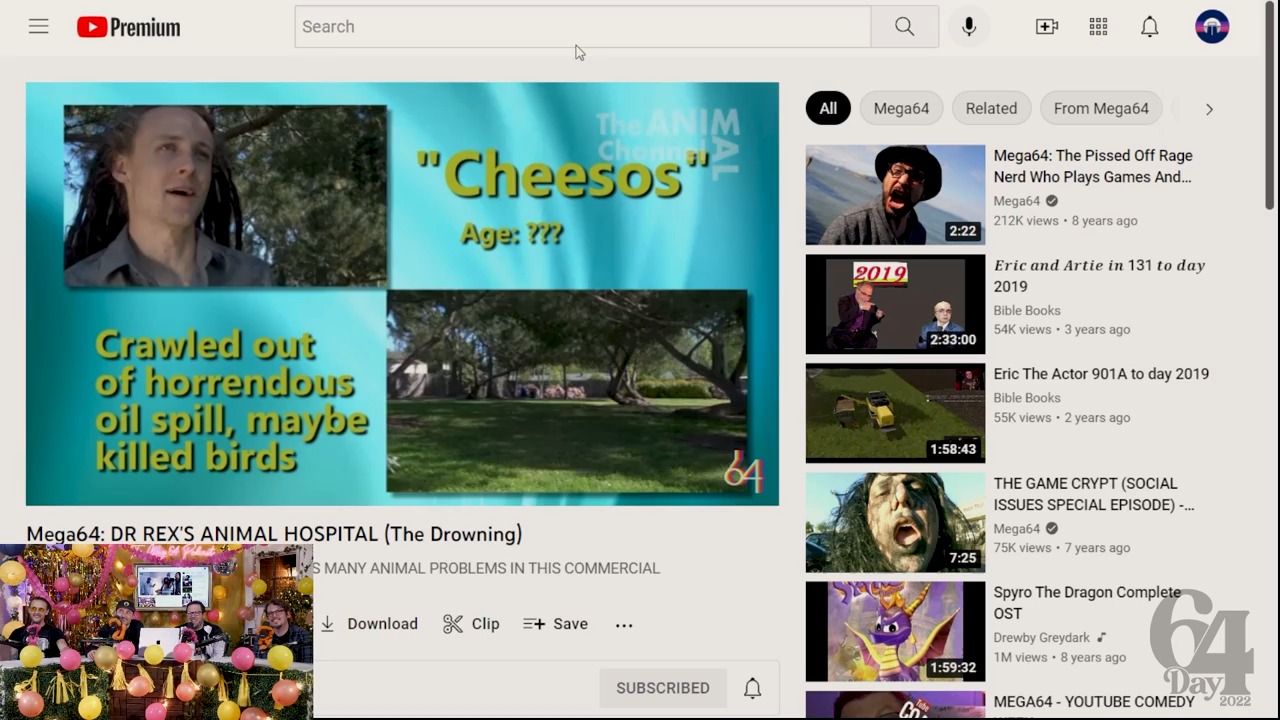 Premium
Search
The ANIM
AL
Channel
"Cheesos"
Age: ???
Crawled out
of horrendous
oil spill, maybe
killed birds
64
Mega64: DR REX'S ANIMAL HOSPITAL (The Drowning)
S MANY ANIMAL PROBLEMS IN THIS COMMERCIAL
Download
Clip
Save
SUBSCRIBED
All
Mega64
Related
From Mega64
Mega64: The Pissed Off Rage
Nerd Who Plays Games And...
Mega64
212K views • 8 years ago
2:22
2019
Eric and Artie in 131 to day
2019
Bible Books
54K views • 3 years ago
2:33:00
Eric The Actor 901A to day 2019
Bible Books
55K views • 2 years ago
1:58:43
THE GAME CRYPT (SOCIAL
ISSUES SPECIAL EPISODE) -...
Mega64
75K views • 7 years ago
7:25
Spyro The Dragon Complete
OST
Drewby Greydark
1M views • 8 years ago
1:59:32
MEGA64 - YOUTUBE COMEDY
64
Day
2022